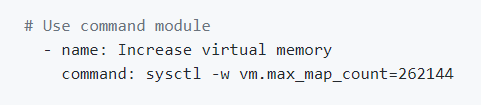 # Use command module
- name: Increase virtual memory
command: sysctl -w vm.max_map_count=262144